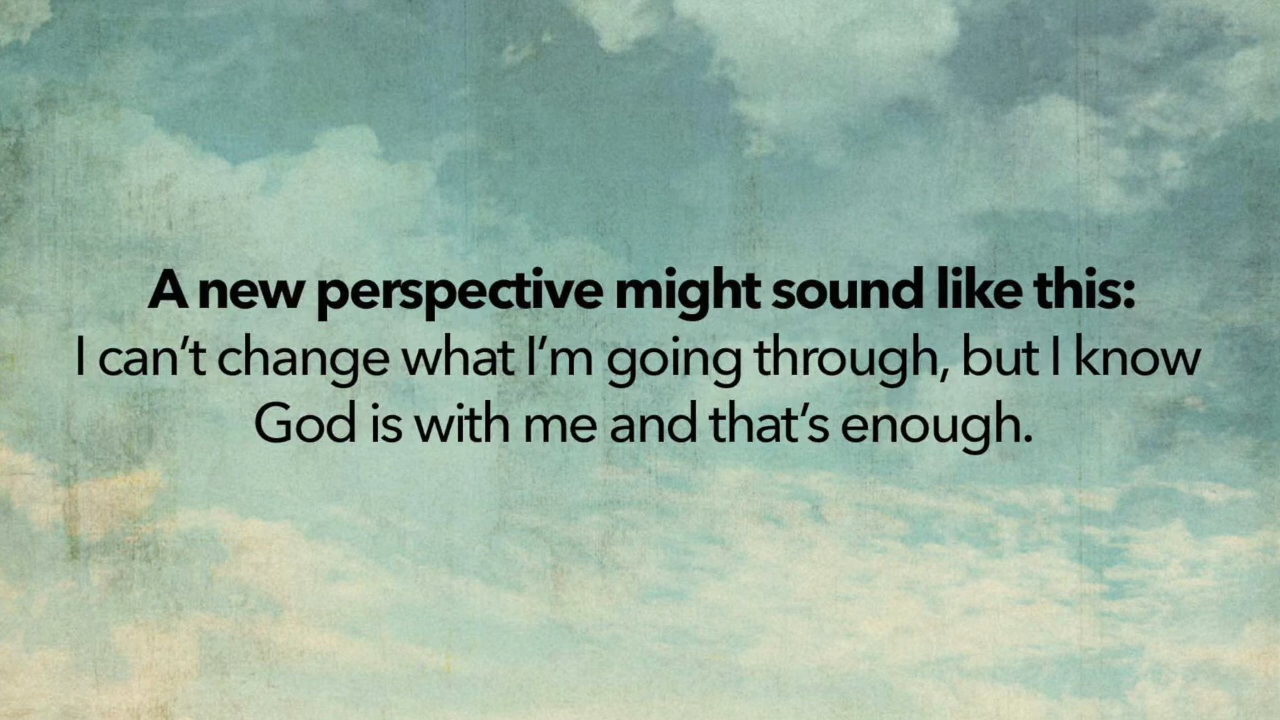 A new perspective might sound like this:
I can’t change what I’m going through, but I know
God is with me and that’s enough.